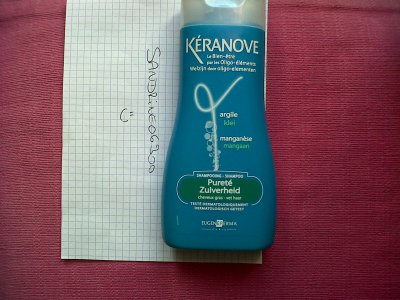 KÉRANOVE
Le Bien-être
par les Oligo-éléments
Welzijn door oligo-elementen
argile
klei
manganèse
mangaan
SHAMPOOING - SHAMPOO
Pureté
Zuiverheid
cheveux gras - vet haar
TESTÉ DERMATOLOGIQUEMENT
DERMATOLOGISCH GETEST
EUGENE PERMA
SANDRINE06200